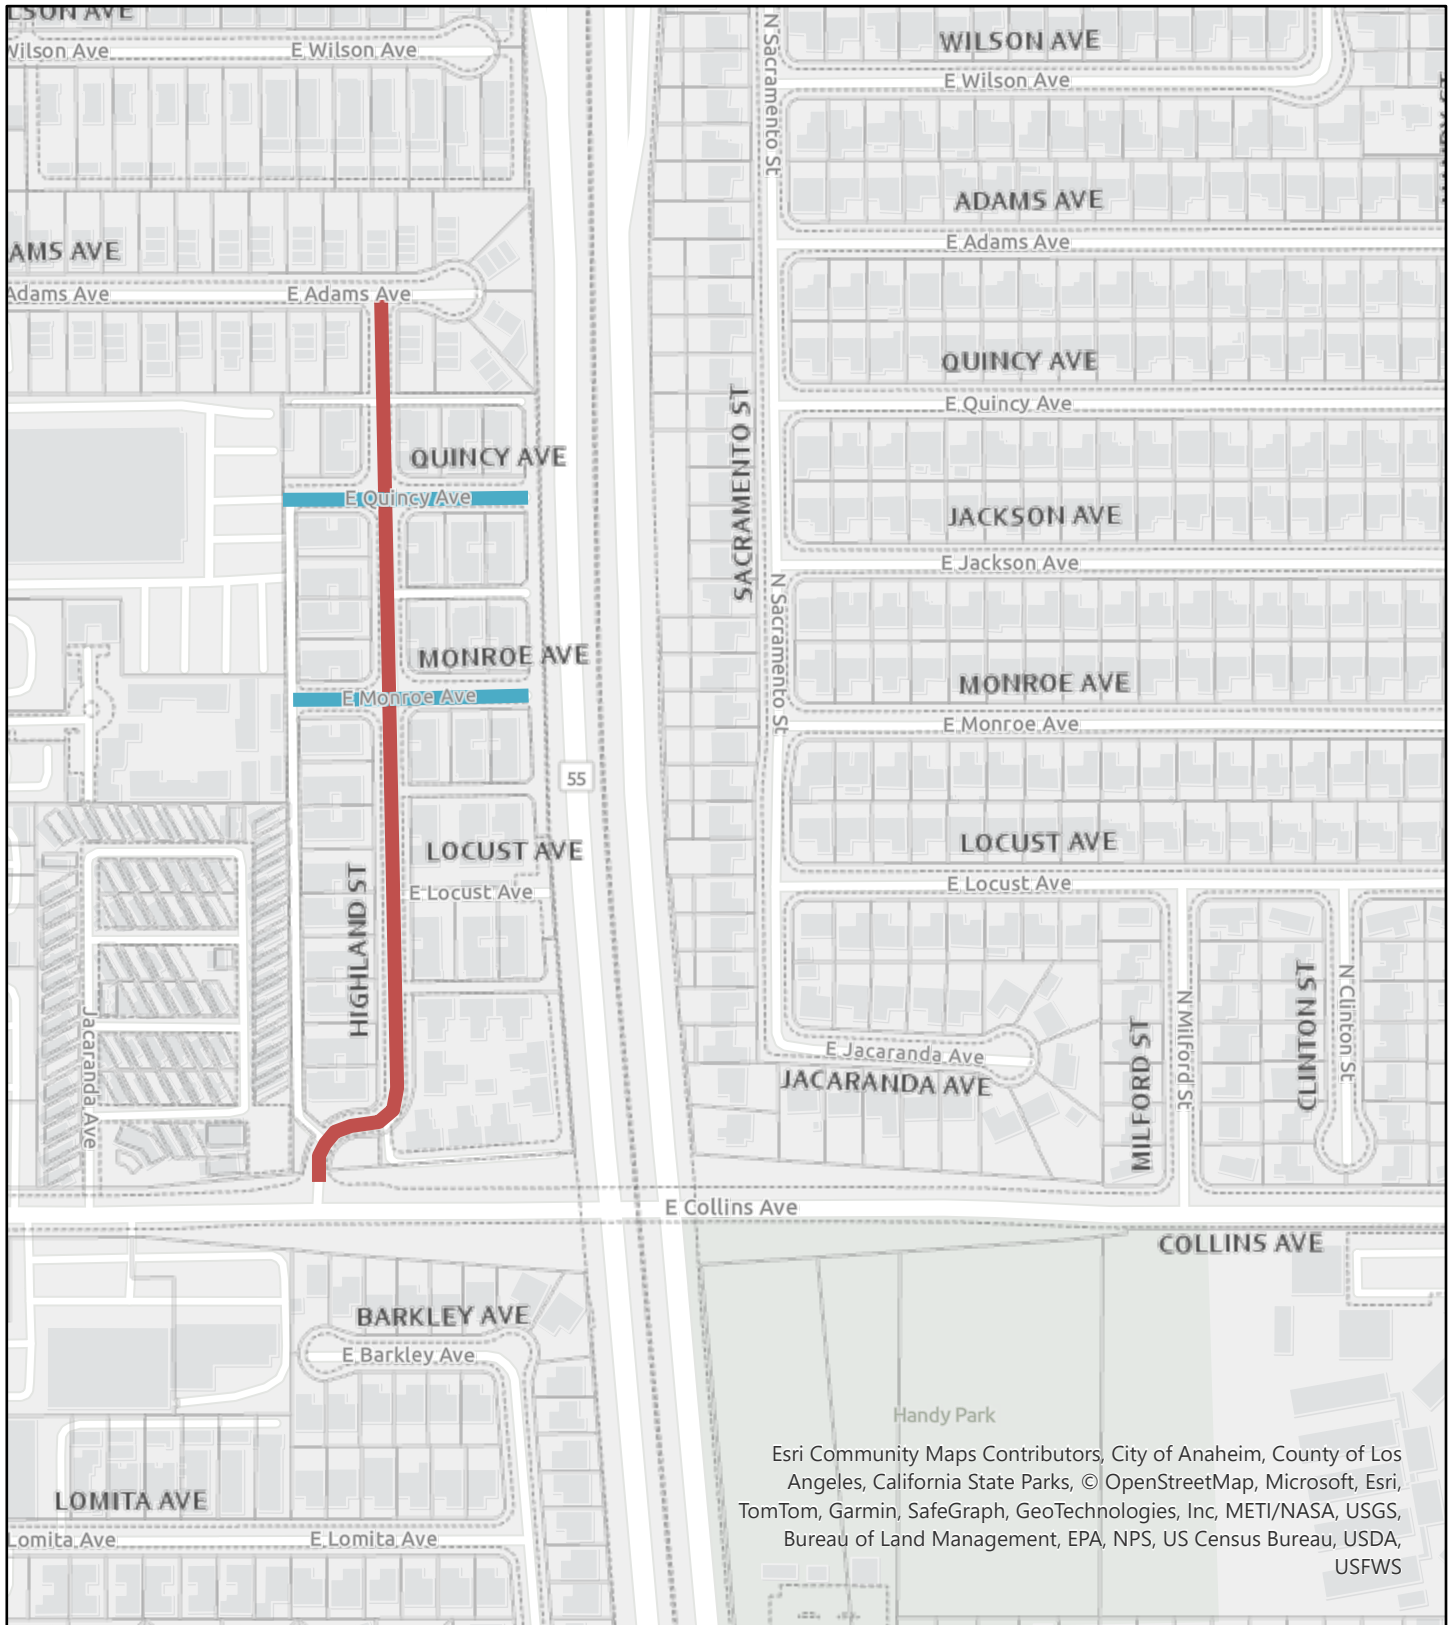 LSON AVE
Wilson Ave
E Wilson Ave
N Sacramento St
WILSON AVE
E Wilson Ave
ADAMS AVE
E Adams Ave
AMS AVE
Adams Ave
E Adams Ave
QUINCY AVE
E Quincy Ave
SACRAMENTO ST
QUINCY AVE
E Quincy Ave
JACKSON AVE
E Jackson Ave
N Sacramento St
MONROE AVE
E Monroe Ave
MONROE AVE
E Monroe Ave
55
LOCUST AVE
E Locust Ave
LOCUST AVE
E Locust Ave
HIGHLAND ST
Jacaranda Ave
E Jacaranda Ave
JACARANDA AVE
MILFORD ST
N Milford St
CLINTON ST
N Clinton St
E Collins Ave
COLLINS AVE
BARKLEY AVE
E Barkley Ave
Handy Park
LOMITA AVE
Lomita Ave
E Lomita Ave
Esri Community Maps Contributors, City of Anaheim, County of Los
Angeles, California State Parks, © OpenStreetMap, Microsoft, Esri,
TomTom, Garmin, SafeGraph, GeoTechnologies, Inc, METI/NASA, USGS,
Bureau of Land Management, EPA, NPS, US Census Bureau, USDA,
USFWS